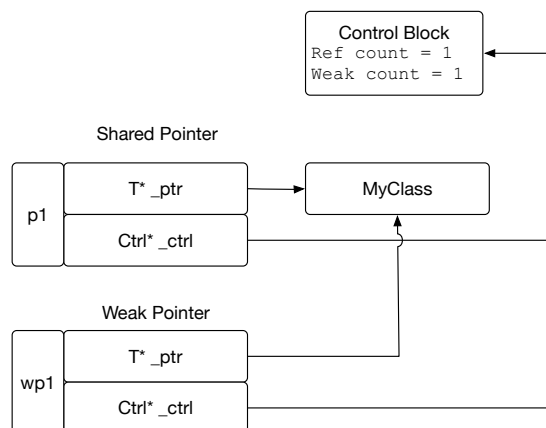 Control Block
Ref count = 1
Weak count = 1
Shared Pointer
p1
T* _ptr
MyClass
Ctrl* _ctrl
Weak Pointer
wp1
T* _ptr
Ctrl* _ctrl